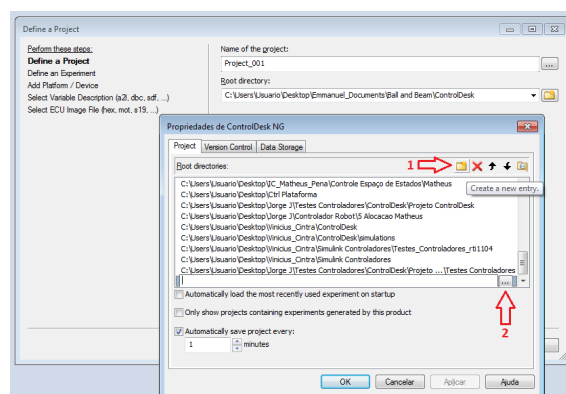 Define a Project
Perform these steps:
Define a Project
Define an Experiment
Add Platform / Device
Select Variable Description (a2l, dbc, sdf, ...)
Select ECU Image File (hex, mot, s19, ...)
Name of the project:
Project_001
...
Root directory:
C:\Users\Usuario\Desktop\Emmanuel_Documents\Ball and Beam\ControlDesk
Propriedades de ControlDesk NG
Project Version Control Data Storage
Root directories:
1
Create a new entry.
C:\Users\Usuario\Desktop\IC_Matheus_Pena\Controle Espaço de Estados\Matheus
C:\Users\Usuario\Desktop\Ctrl Plataforma
C:\Users\Usuario\Desktop\Jorge J\Testes Controladores\ControlDesk\Projeto ControlDesk
C:\Users\Usuario\Desktop\Jorge J\Controlador Robot\5 Alocacao Matheus
C:\Users\Usuario\Desktop\Vinicius_Cintra\ControlDesk
C:\Users\Usuario\Desktop\Vinicius_Cintra\ControlDesk\simulations
C:\Users\Usuario\Desktop\Vinicius_Cintra\Simulink Controladores\Testes_Controladores_rti1104
C:\Users\Usuario\Desktop\Vinicius_Cintra\Simulink Controladores
C:\Users\Usuario\Desktop\Jorge J\Testes Controladores\ControlDesk\Projeto ...\Testes Controladores
...
Automatically load the most recently used experiment on startup
Only show projects containing experiments generated by this product
Automatically save project every:
1 minutes
2
OK Cancelar Aplicar Ajuda